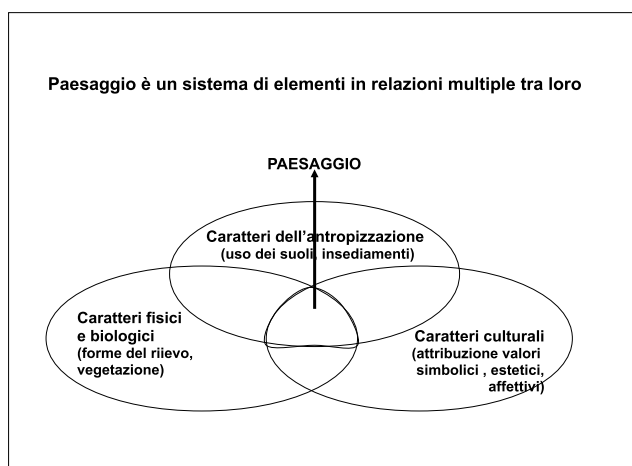 Paesaggio è un sistema di elementi in relazioni multiple tra loro
PAESAGGIO
Caratteri dell'antropizzazione
(uso dei suoli, insediamenti)
Caratteri fisici
e biologici
(forme del riievo,
vegetazione)
Caratteri culturali
(attribuzione valori
simbolici , estetici,
affettivi)